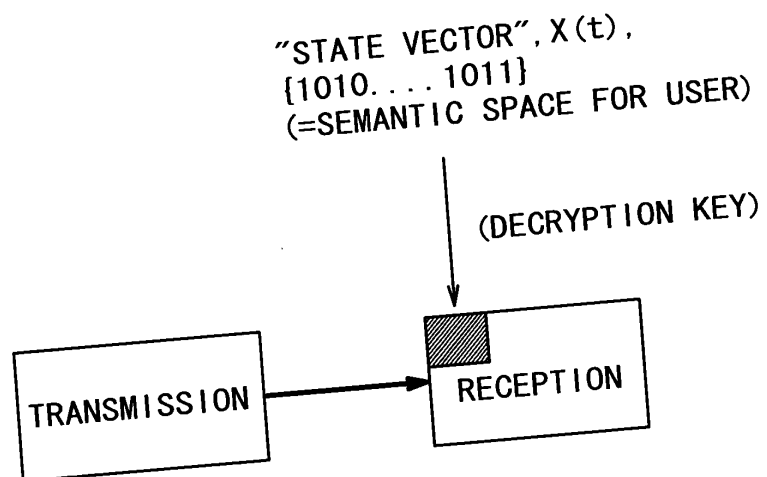 "STATE VECTOR", X(t),
{1010....1011}
(=SEMANTIC SPACE FOR USER)
(DECRYPTION KEY)
TRANSMISSION
RECEPTION